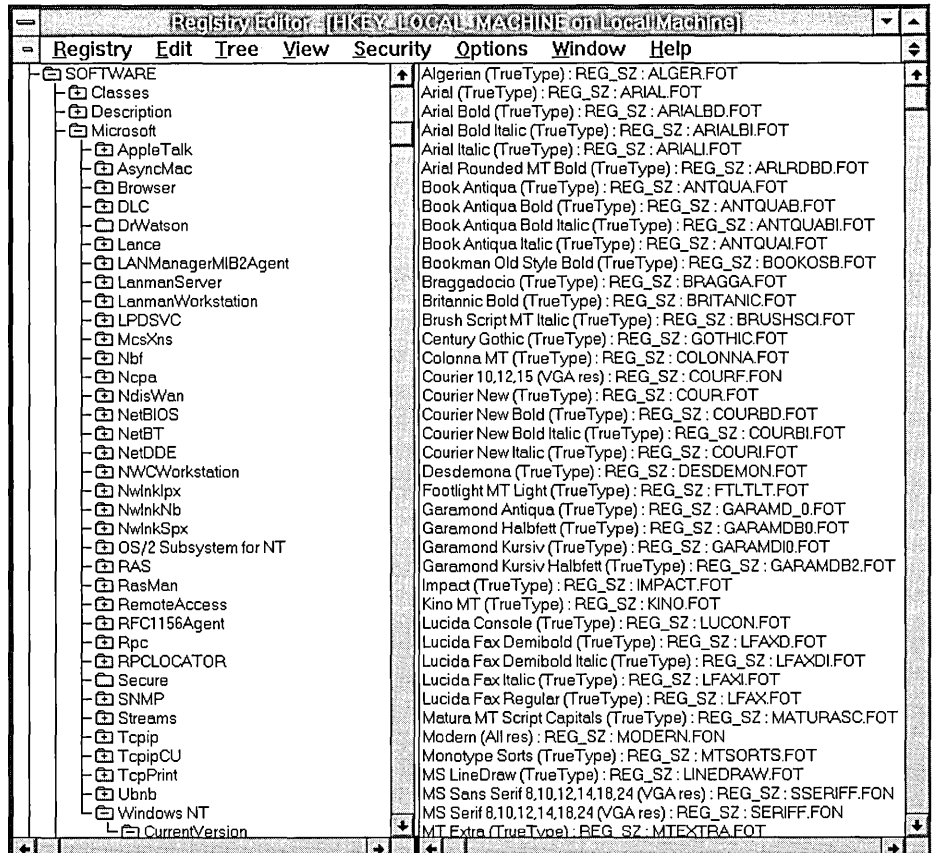 Registry Editor - [HKEY_LOCAL_MACHINE on Local Machine]
Registry Edit Tree View Security Options Window Help
SOFTWARE
Classes
Description
Microsoft
AppleTalk
AsyncMac
Browser
DLC
DrWatson
Lance
LANManagerMIB2Agent
LanmanServer
LanmanWorkstation
LPDSVC
McsXns
Nbf
Ncpa
NdisWan
NetBIOS
NetBT
NetDDE
NWCWorkstation
NwlnkIpx
NwlnkNb
NwlnkSpx
OS/2 Subsystem for NT
RAS
RasMan
RemoteAccess
RFC1156Agent
Rpc
RPCLOCATOR
Secure
SNMP
Streams
Tcpip
TcpipCU
TcpPrint
Ubnb
Windows NT
CurrentVersion
Algerian (TrueType) : REG_SZ : ALGER.FOT
Arial (TrueType) : REG_SZ : ARIAL.FOT
Arial Bold (TrueType) : REG_SZ : ARIALBD.FOT
Arial Bold Italic (TrueType) : REG_SZ : ARIALBI.FOT
Arial Italic (TrueType) : REG_SZ : ARIALI.FOT
Arial Rounded MT Bold (TrueType) : REG_SZ : ARLRDBD.FOT
Book Antiqua (TrueType) : REG_SZ : ANTQUA.FOT
Book Antiqua Bold (TrueType) : REG_SZ : ANTQUAB.FOT
Book Antiqua Bold Italic (TrueType) : REG_SZ : ANTQUABI.FOT
Book Antiqua Italic (TrueType) : REG_SZ : ANTQUAI.FOT
Bookman Old Style Bold (TrueType) : REG_SZ : BOOKOSB.FOT
Braggadocio (TrueType) : REG_SZ : BRAGGA.FOT
Britannic Bold (TrueType) : REG_SZ : BRITANIC.FOT
Brush Script MT Italic (TrueType) : REG_SZ : BRUSHSCI.FOT
Century Gothic (TrueType) : REG_SZ : GOTHIC.FOT
Colonna MT (TrueType) : REG_SZ : COLONNA.FOT
Courier 10,12,15 (VGA res) : REG_SZ : COURF.FON
Courier New (TrueType) : REG_SZ : COUR.FOT
Courier New Bold (TrueType) : REG_SZ : COURBD.FOT
Courier New Bold Italic (TrueType) : REG_SZ : COURBI.FOT
Courier New Italic (TrueType) : REG_SZ : COURI.FOT
Desdemona (TrueType) : REG_SZ : DESDEMON.FOT
Footlight MT Light (TrueType) : REG_SZ : FTLTLT.FOT
Garamond Antiqua (TrueType) : REG_SZ : GARAMD_0.FOT
Garamond Halbfett (TrueType) : REG_SZ : GARAMDB0.FOT
Garamond Kursiv (TrueType) : REG_SZ : GARAMDI0.FOT
Garamond Kursiv Halbfett (TrueType) : REG_SZ : GARAMDB2.FOT
Impact (TrueType) : REG_SZ : IMPACT.FOT
Kino MT (TrueType) : REG_SZ : KINO.FOT
Lucida Console (TrueType) : REG_SZ : LUCON.FOT
Lucida Fax Demibold (TrueType) : REG_SZ : LFAXD.FOT
Lucida Fax Demibold Italic (TrueType) : REG_SZ : LFAXDI.FOT
Lucida Fax Italic (TrueType) : REG_SZ : LFAXI.FOT
Lucida Fax Regular (TrueType) : REG_SZ : LFAX.FOT
Matura MT Script Capitals (TrueType) : REG_SZ : MATURASC.FOT
Modern (All res) : REG_SZ : MODERN.FON
Monotype Sorts (TrueType) : REG_SZ : MTSORTS.FOT
MS LineDraw (TrueType) : REG_SZ : LINEDRAW.FOT
MS Sans Serif 8,10,12,14,18,24 (VGA res) : REG_SZ : SSERIFF.FON
MS Serif 8,10,12,14,18,24 (VGA res) : REG_SZ : SERIFF.FON
MT Extra (TrueType) : REG_SZ : MTEXTRA.FOT